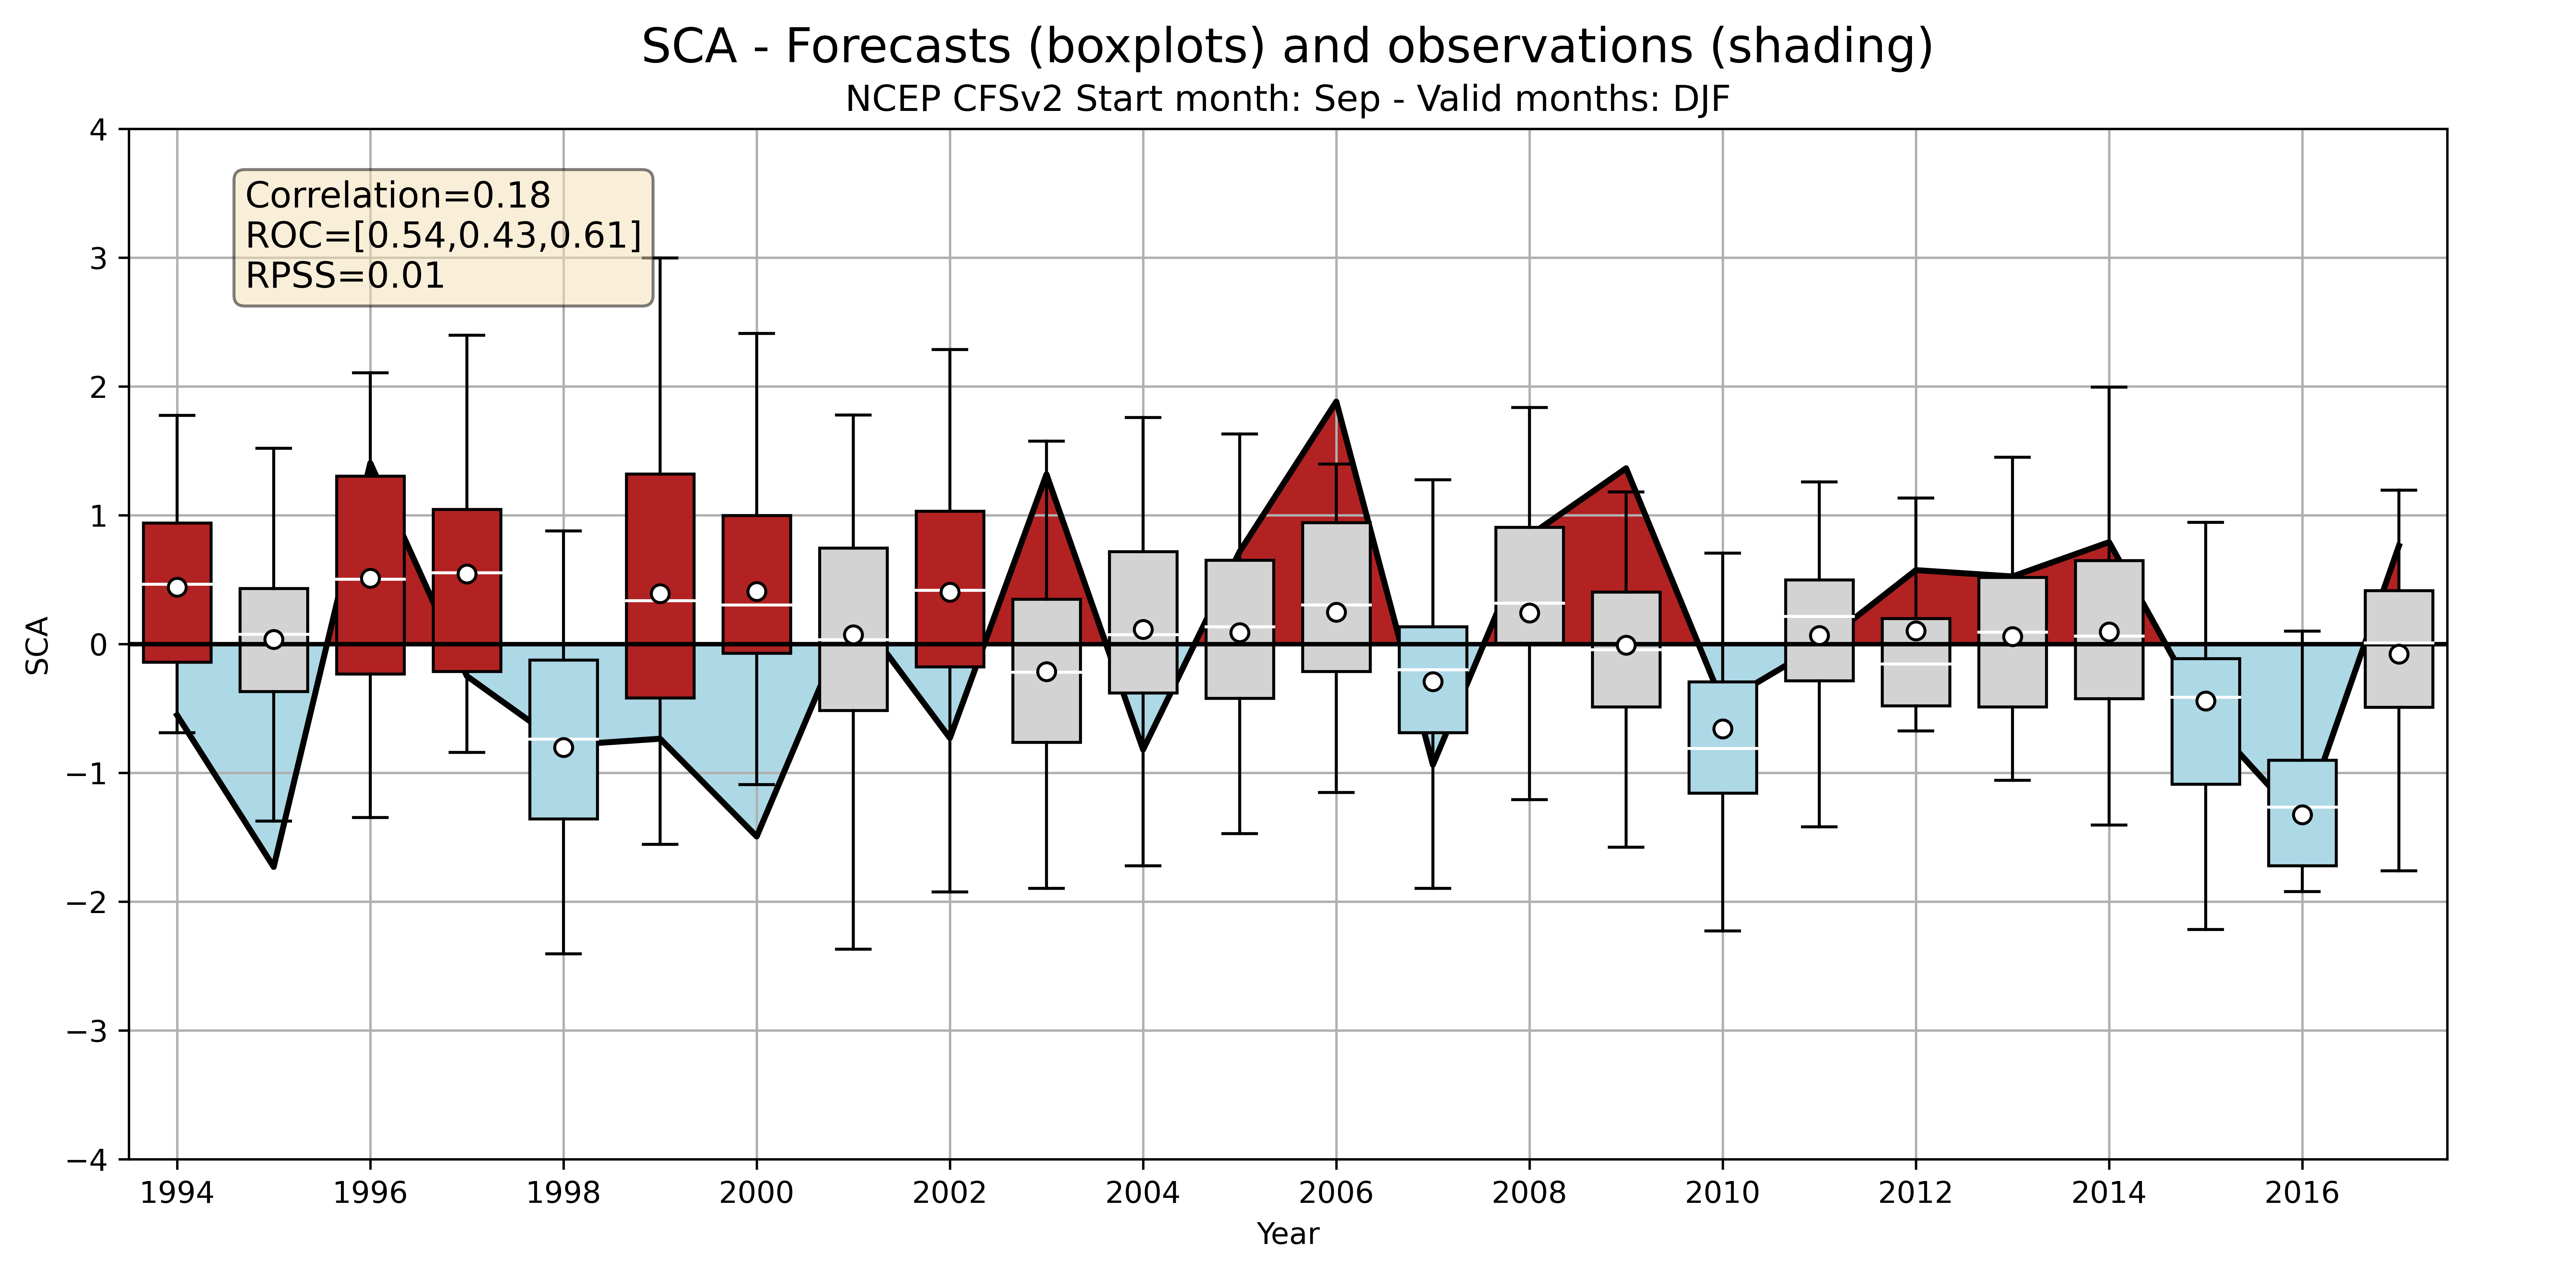 SCA - Forecasts (boxplots) and observations (shading)
NCEP CFSv2 Start month: Sep - Valid months: DJF
Correlation=0.18
ROC=[0.54,0.43,0.61]
RPSS=0.01
4
3
2
1
0
−1
−2
−3
−4
SCA
1994 1996 1998 2000 2002 2004 2006 2008 2010 2012 2014 2016
Year